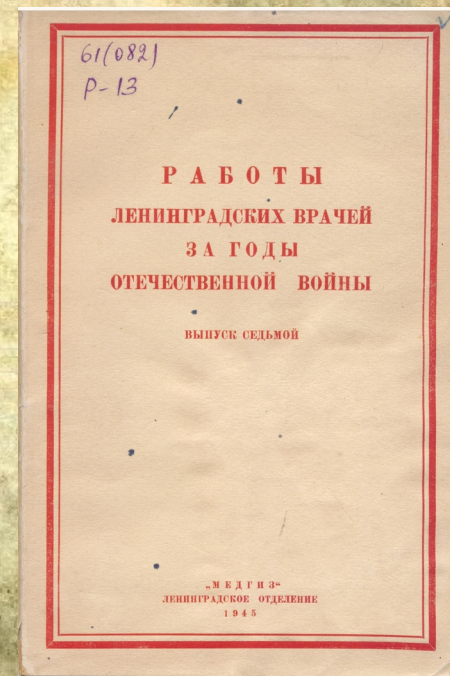 61(082)
Р-13
РАБОТЫ
ЛЕНИНГРАДСКИХ ВРАЧЕЙ
ЗА ГОДЫ
ОТЕЧЕСТВЕННОЙ ВОЙНЫ
ВЫПУСК СЕДЬМОЙ
„МЕДГИЗ“
ЛЕНИНГРАДСКОЕ ОТДЕЛЕНИЕ
1945